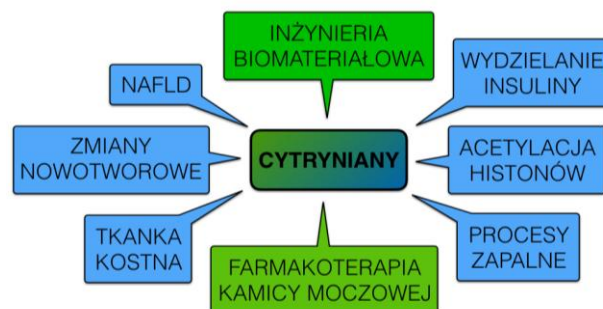 INŻYNIERIA
BIOMATERIAŁOWA
NAFLD
WYDZIELANIE
INSULINY
ZMIANY
NOWOTWOROWE
CYTRYNIANY
ACETYLACJA
HISTONÓW
TKANKA
KOSTNA
FARMAKOTERAPIA
KAMICY MOCZOWEJ
PROCESY
ZAPALNE